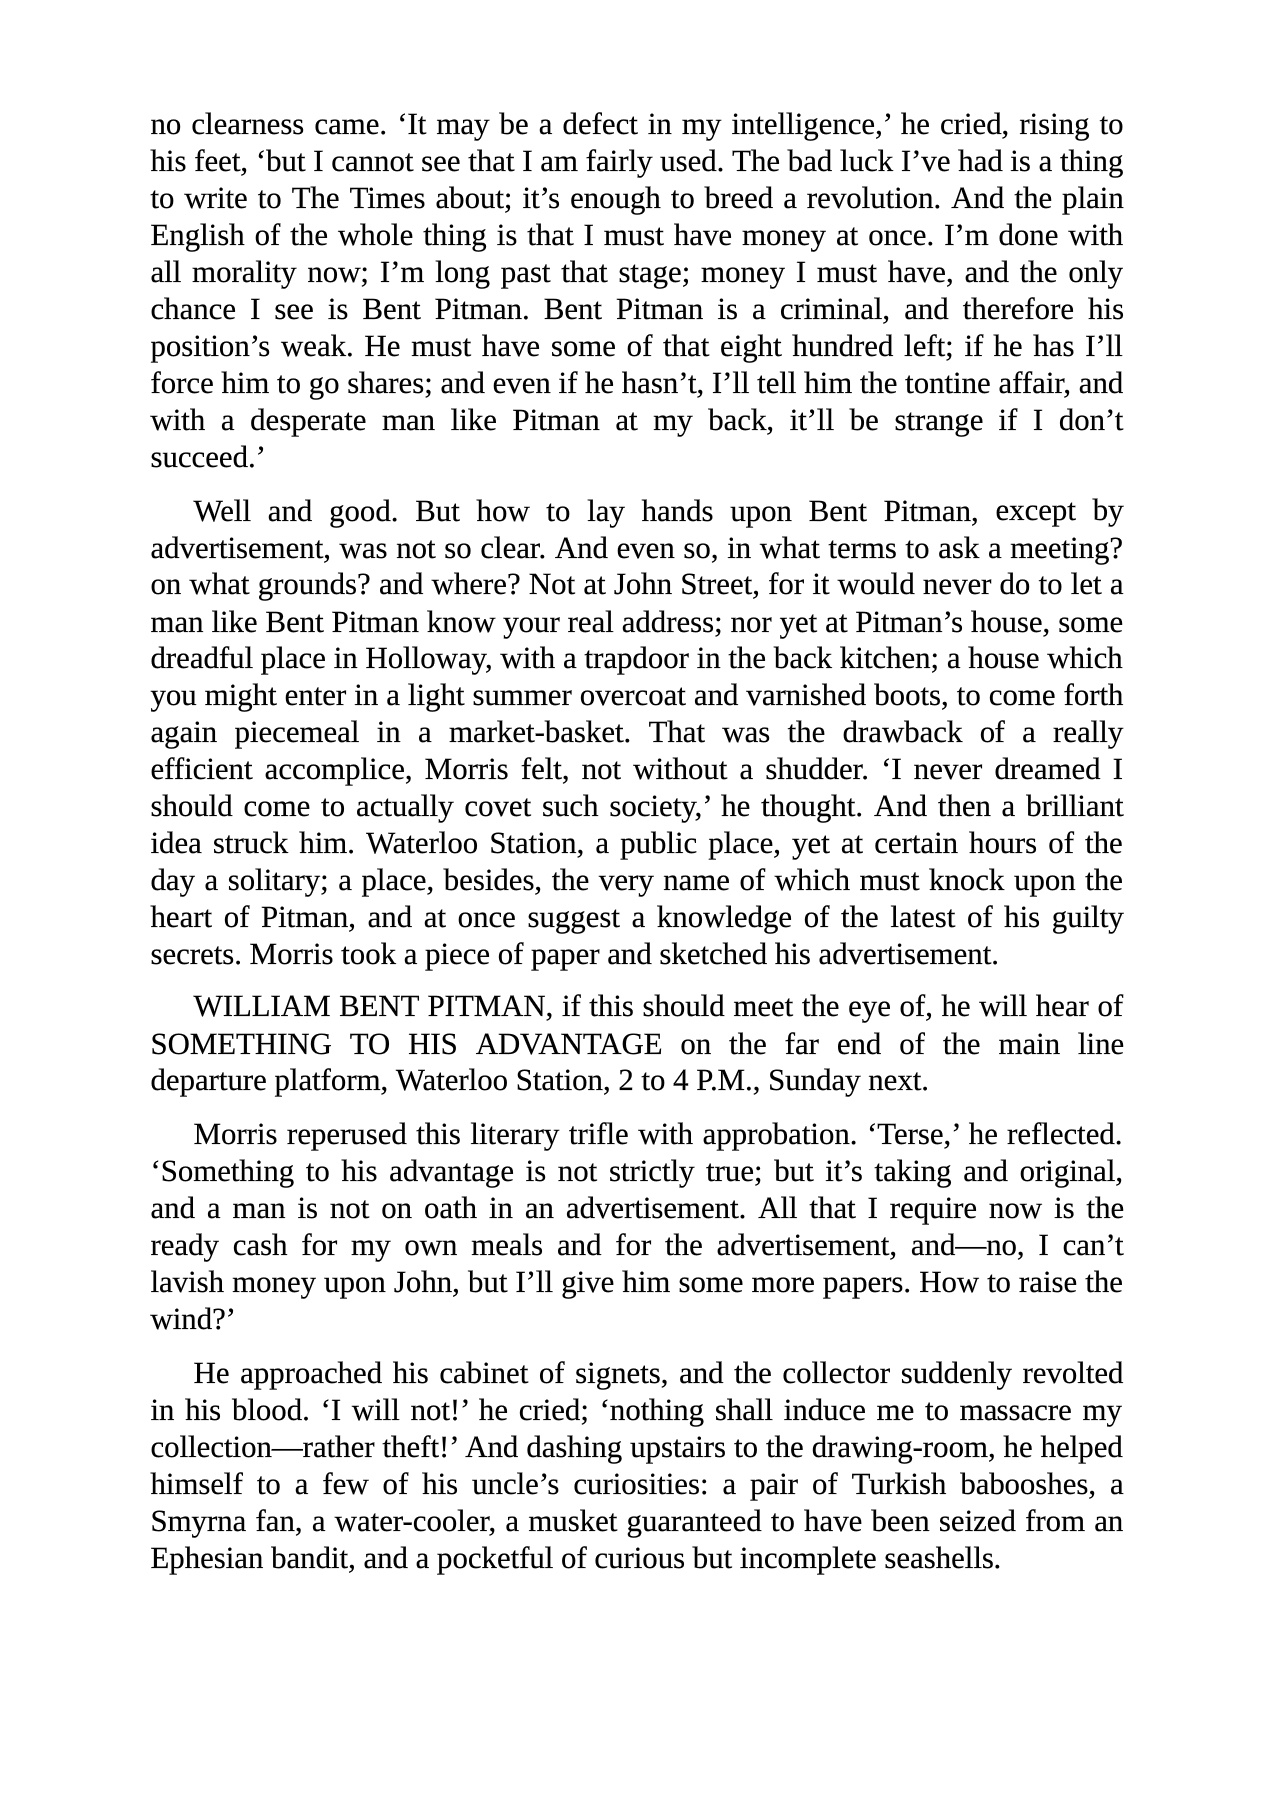 no clearness came. ‘It may be a defect in my intelligence,’ he cried, rising to
his feet, ‘but I cannot see that I am fairly used. The bad luck I’ve had is a thing
to write to The Times about; it’s enough to breed a revolution. And the plain
English of the whole thing is that I must have money at once. I’m done with
all morality now; I’m long past that stage; money I must have, and the only
chance I see is Bent Pitman. Bent Pitman is a criminal, and therefore his
position’s weak. He must have some of that eight hundred left; if he has I’ll
force him to go shares; and even if he hasn’t, I’ll tell him the tontine affair, and
with a desperate man like Pitman at my back, it’ll be strange if I don’t
succeed.’
Well and good. But how to lay hands upon Bent Pitman, except by
advertisement, was not so clear. And even so, in what terms to ask a meeting?
on what grounds? and where? Not at John Street, for it would never do to let a
man like Bent Pitman know your real address; nor yet at Pitman’s house, some
dreadful place in Holloway, with a trapdoor in the back kitchen; a house which
you might enter in a light summer overcoat and varnished boots, to come forth
again piecemeal in a market-basket. That was the drawback of a really
efficient accomplice, Morris felt, not without a shudder. ‘I never dreamed I
should come to actually covet such society,’ he thought. And then a brilliant
idea struck him. Waterloo Station, a public place, yet at certain hours of the
day a solitary; a place, besides, the very name of which must knock upon the
heart of Pitman, and at once suggest a knowledge of the latest of his guilty
secrets. Morris took a piece of paper and sketched his advertisement.
WILLIAM BENT PITMAN, if this should meet the eye of, he will hear of
SOMETHING TO HIS ADVANTAGE on the far end of the main line
departure platform, Waterloo Station, 2 to 4 P.M., Sunday next.
Morris reperused this literary trifle with approbation. ‘Terse,’ he reflected.
‘Something to his advantage is not strictly true; but it’s taking and original,
and a man is not on oath in an advertisement. All that I require now is the
ready cash for my own meals and for the advertisement, and—no, I can’t
lavish money upon John, but I’ll give him some more papers. How to raise the
wind?’
He approached his cabinet of signets, and the collector suddenly revolted
in his blood. ‘I will not!’ he cried; ‘nothing shall induce me to massacre my
collection—rather theft!’ And dashing upstairs to the drawing-room, he helped
himself to a few of his uncle’s curiosities: a pair of Turkish babooshes, a
Smyrna fan, a water-cooler, a musket guaranteed to have been seized from an
Ephesian bandit, and a pocketful of curious but incomplete seashells.